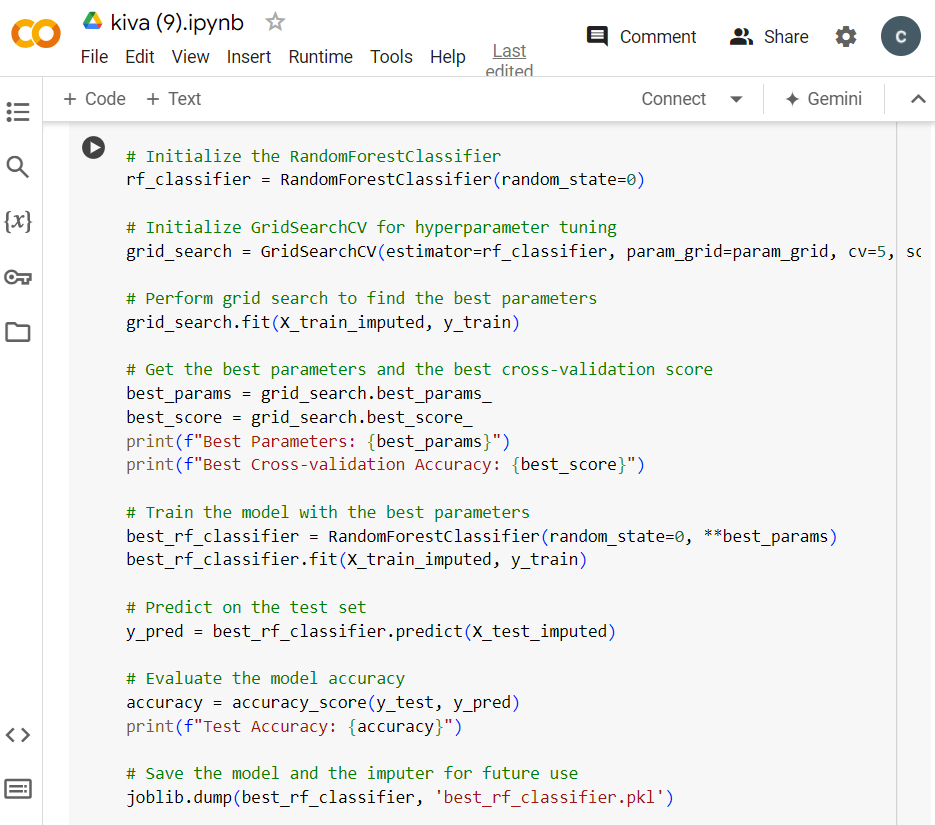 kiva (9).ipynb
File Edit View Insert Runtime Tools Help Last edited
Comment Share C
+ Code + Text Connect Gemini
{x}
# Initialize the RandomForestClassifier
rf_classifier = RandomForestClassifier(random_state=0)
# Initialize GridSearchCV for hyperparameter tuning
grid_search = GridSearchCV(estimator=rf_classifier, param_grid=param_grid, cv=5, sc
# Perform grid search to find the best parameters
grid_search.fit(X_train_imputed, y_train)
# Get the best parameters and the best cross-validation score
best_params = grid_search.best_params_
best_score = grid_search.best_score_
print(f"Best Parameters: {best_params}")
print(f"Best Cross-validation Accuracy: {best_score}")
# Train the model with the best parameters
best_rf_classifier = RandomForestClassifier(random_state=0, **best_params)
best_rf_classifier.fit(X_train_imputed, y_train)
# Predict on the test set
y_pred = best_rf_classifier.predict(X_test_imputed)
# Evaluate the model accuracy
accuracy = accuracy_score(y_test, y_pred)
print(f"Test Accuracy: {accuracy}")
# Save the model and the imputer for future use
joblib.dump(best_rf_classifier, 'best_rf_classifier.pkl')